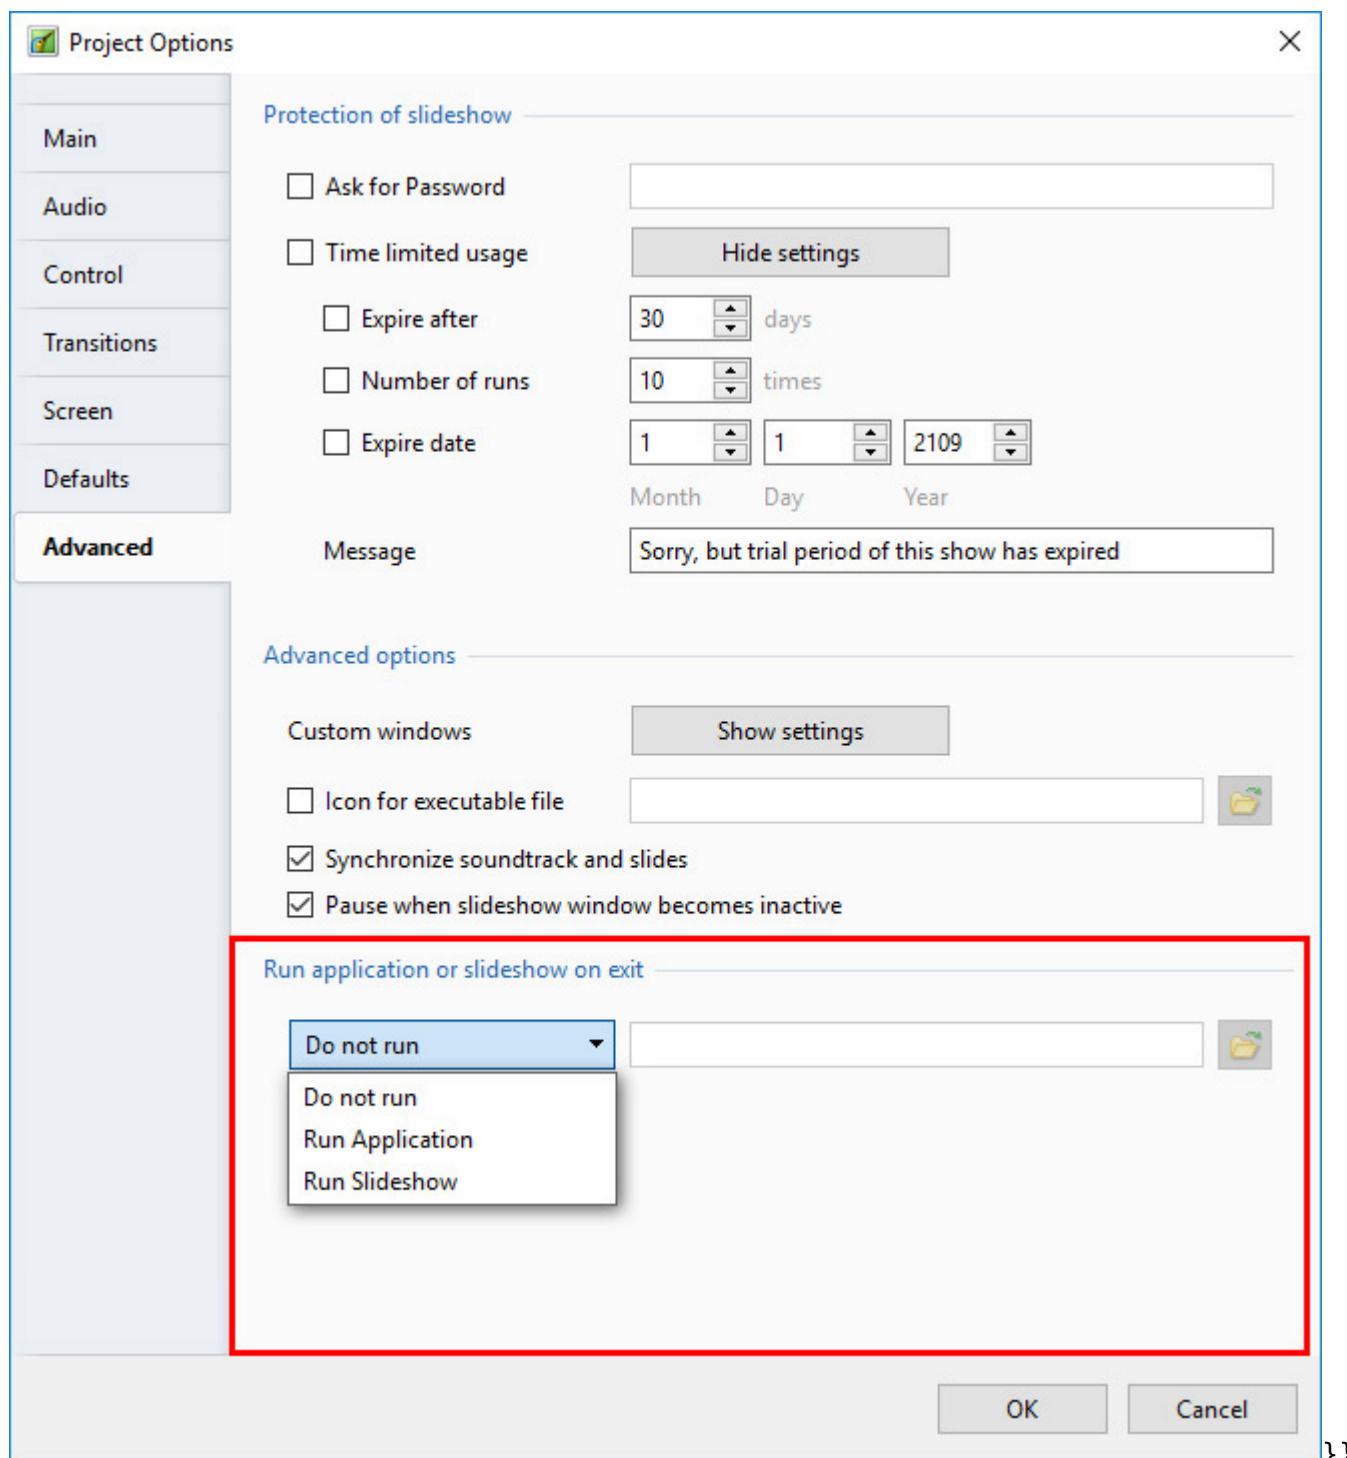 Project Options
Main
Audio
Control
Transitions
Screen
Defaults
Advanced
Protection of slideshow
Ask for Password
Time limited usage Hide settings
Expire after 30 days
Number of runs 10 times
Expire date 1 1 2109
Month Day Year
Message Sorry, but trial period of this show has expired
Advanced options
Custom windows Show settings
Icon for executable file
Synchronize soundtrack and slides
Pause when slideshow window becomes inactive
Run application or slideshow on exit
Do not run
Do not run
Run Application
Run Slideshow
OK Cancel
}}